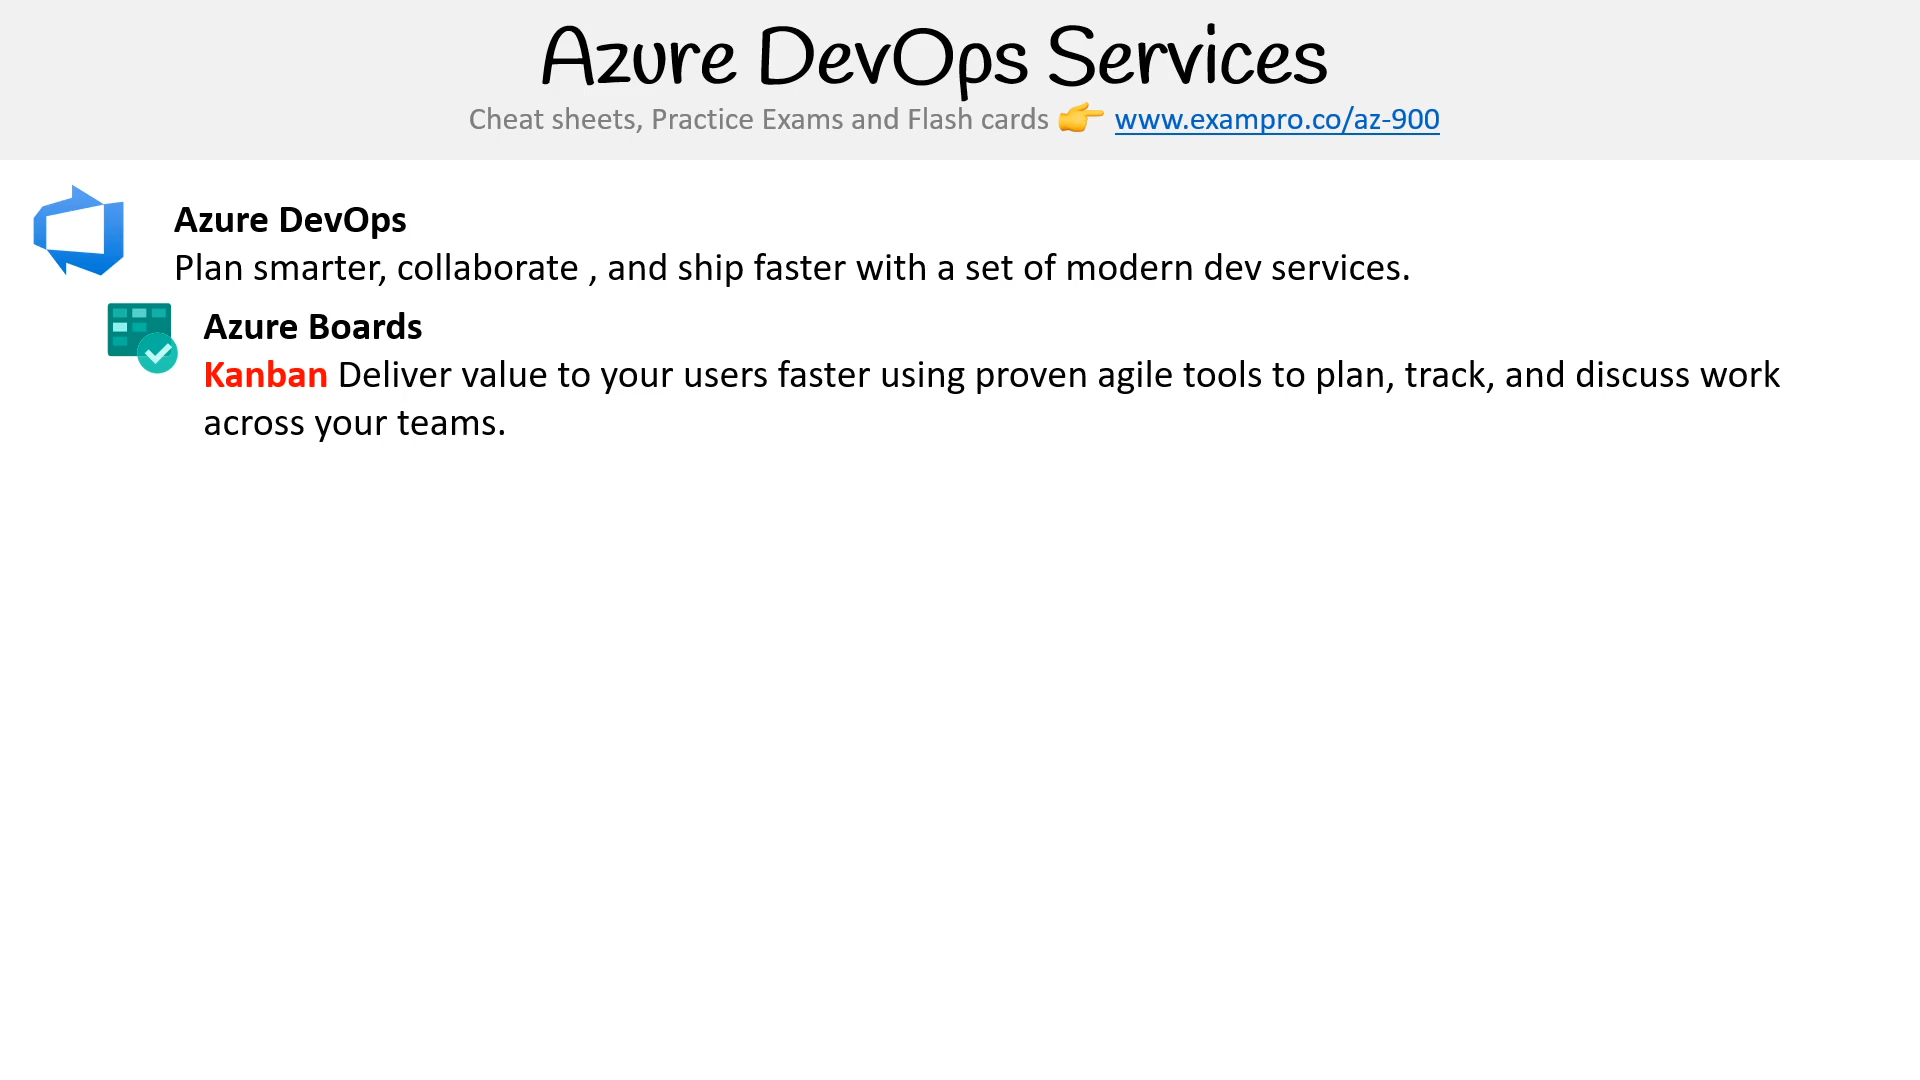 Azure DevOps Services
Cheat sheets, Practice Exams and Flash cards 👉 www.exampro.co/az-900
Azure DevOps
Plan smarter, collaborate , and ship faster with a set of modern dev services.
Azure Boards
Kanban Deliver value to your users faster using proven agile tools to plan, track, and discuss work
across your teams.